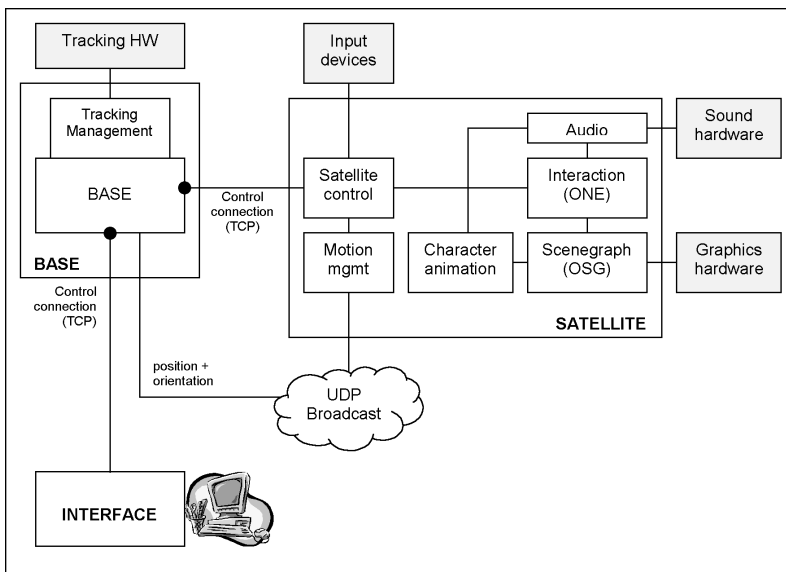 Tracking HW
Input
devices
Tracking
Management
Audio
Sound
hardware
BASE
Control
connection
(TCP)
Satellite
control
Interaction
(ONE)
Motion
mgmt
Character
animation
Scenegraph
(OSG)
Graphics
hardware
BASE
Control
connection
(TCP)
SATELLITE
position +
orientation
UDP
Broadcast
INTERFACE